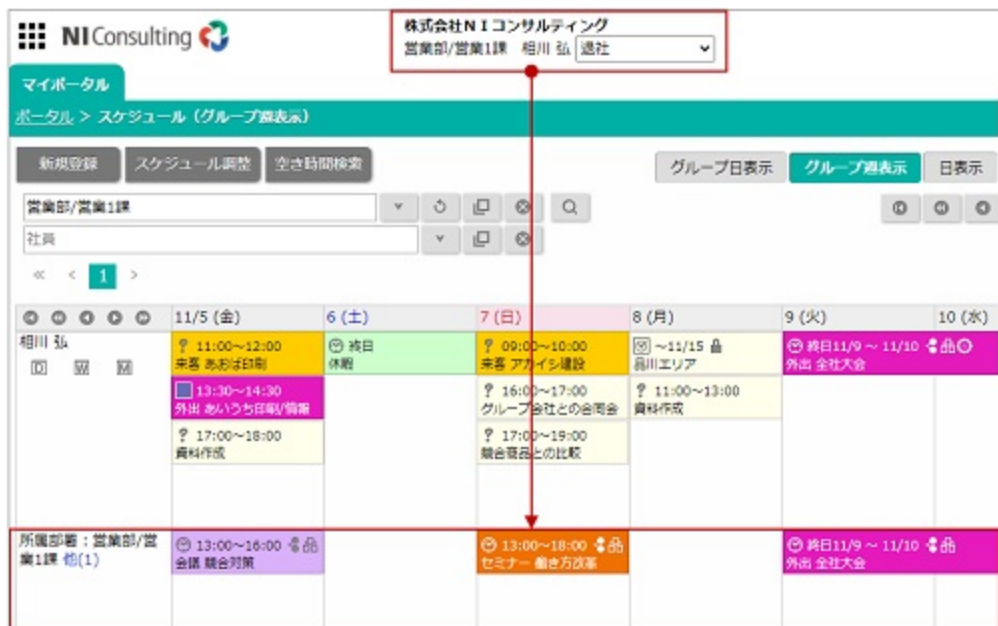 NI Consulting
株式会社NIコンサルティング
営業部/営業1課 相川 弘 退社
マイポータル
ポータル > スケジュール（グループ週表示）
新規登録 スケジュール調整 空き時間検索
グループ日表示 グループ週表示 日表示
営業部/営業1課
社員
« < 1 >
11/5 (金) 6 (土) 7 (日) 8 (月) 9 (火) 10 (水)
相川 弘
D W M
11:00～12:00
来客 あおば印刷
13:30～14:30
外出 あいうち印刷/情報
17:00～18:00
資料作成
終日
休暇
09:00～10:00
来客 アカイシ建設
16:00～17:00
グループ会社との合同会
17:00～19:00
競合商品との比較
～11/15
品川エリア
11:00～13:00
資料作成
終日11/9 ～ 11/10
外出 全社大会
所属部署：営業部/営
業1課 他(1)
13:00～16:00
会議 競合対策
13:00～18:00
セミナー 働き方改革
終日11/9 ～ 11/10
外出 全社大会